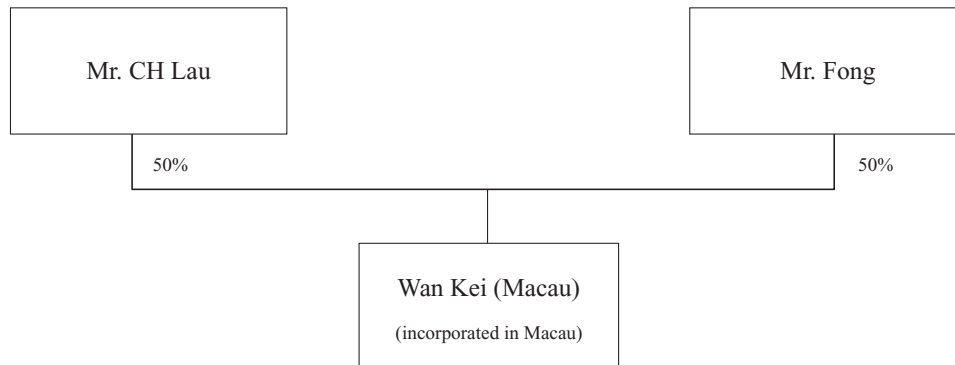 Mr. CH Lau
Mr. Fong
50%
50%
Wan Kei (Macau)
(incorporated in Macau)